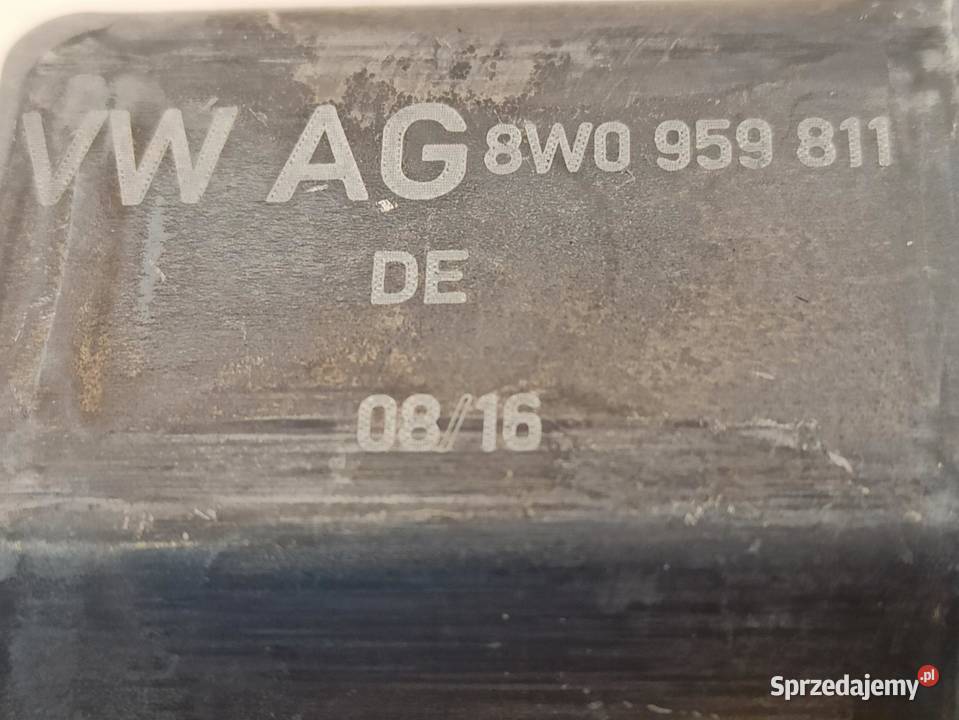 VW AG 8W0 959 811
DE
08/16
Sprzedajemy.pl